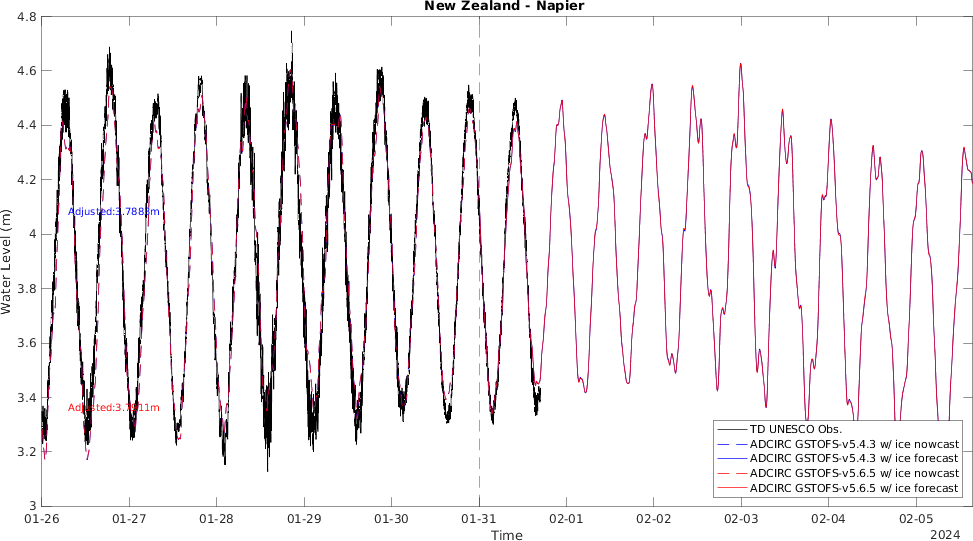 New Zealand - Napier
4.8
4.6
4.4
4.2
4
3.8
3.6
3.4
3.2
3
Water Level (m)
Adjusted:3.7883m
TD UNESCO Obs.
ADCIRC GSTOFS-v5.4.3 w/ ice nowcast
ADCIRC GSTOFS-v5.4.3 w/ ice forecast
ADCIRC GSTOFS-v5.6.5 w/ ice nowcast
ADCIRC GSTOFS-v5.6.5 w/ ice forecast
01-26 01-27 01-28 01-29 01-30 01-31 02-01 02-02 02-03 02-04 02-05
Time
2024